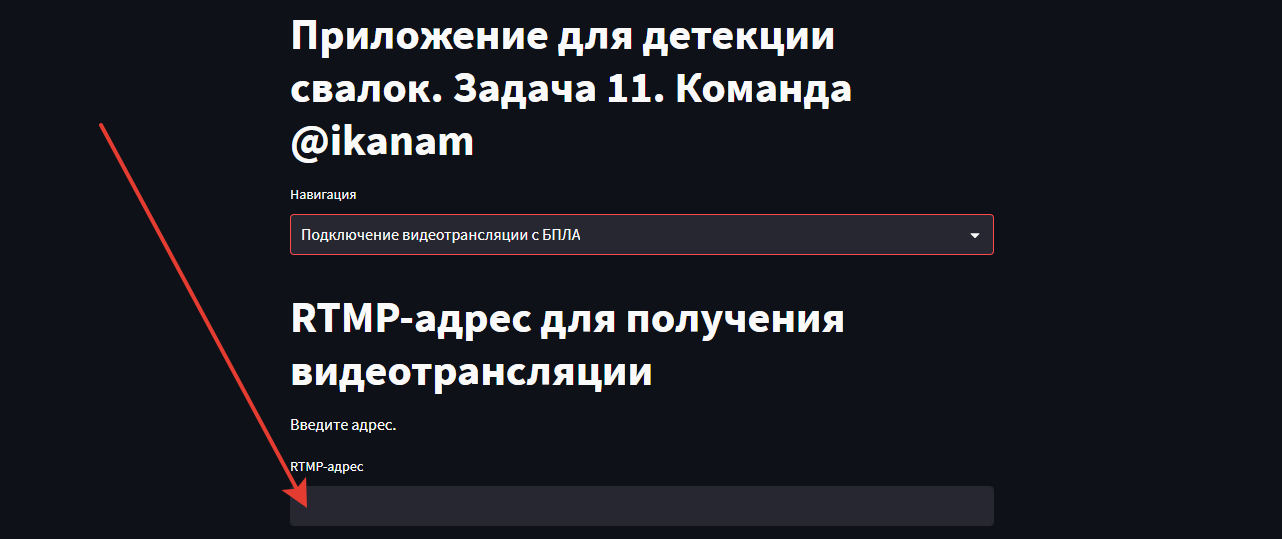 Приложение для детекции
свалок. Задача 11. Команда
@ikanam
Навигация
Подключение видеотрансляции с БПЛА
RTMP-адрес для получения
видеотрансляции
Введите адрес.
RTMP-адрес